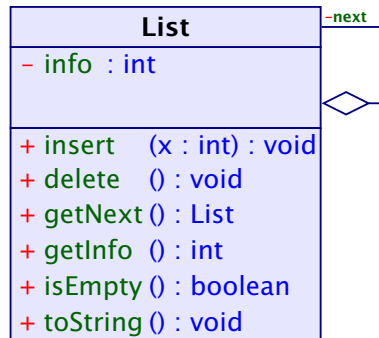 List
-next
- info : int
+ insert (x : int) : void
+ delete () : void
+ getNext () : List
+ getInfo () : int
+ isEmpty () : boolean
+ toString () : void